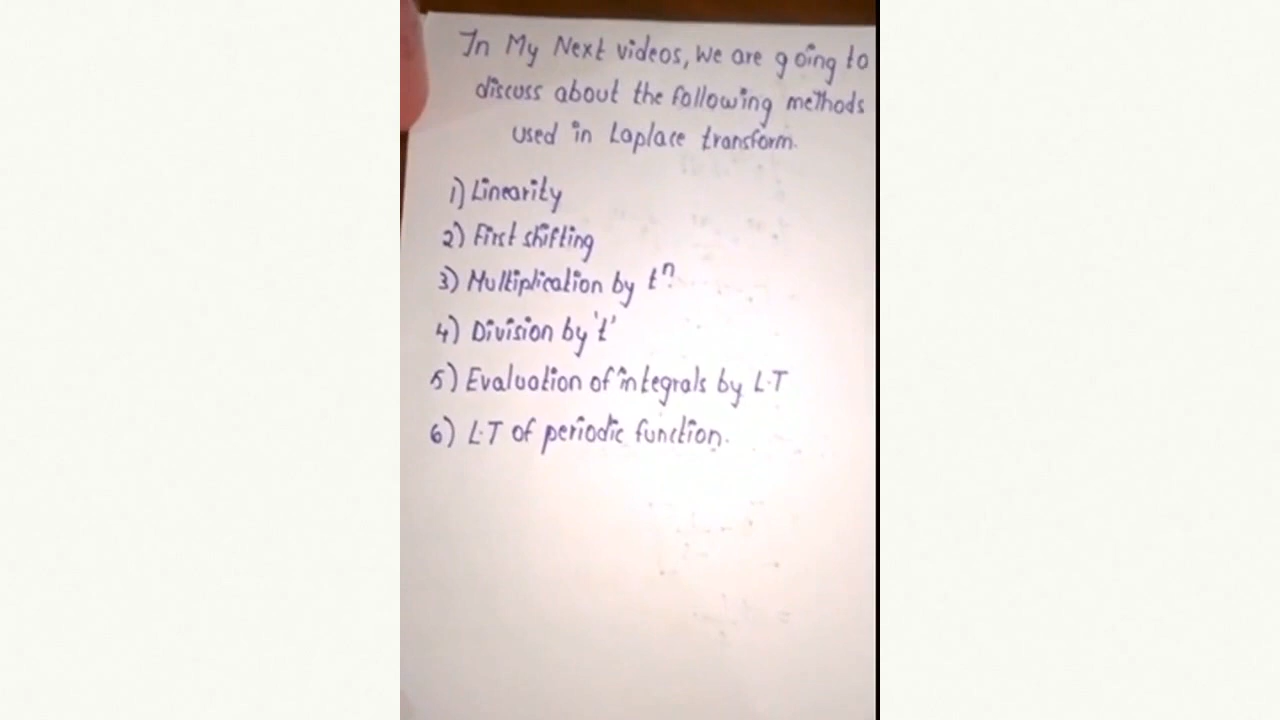 In My Next videos, we are going to
discuss about the following methods
used in Laplace transform.
1) Linearity
2) First shifting
3) Multiplication by tⁿ.
4) Division by 't'
5) Evaluation of integrals by L.T
6) L.T of periodic function.